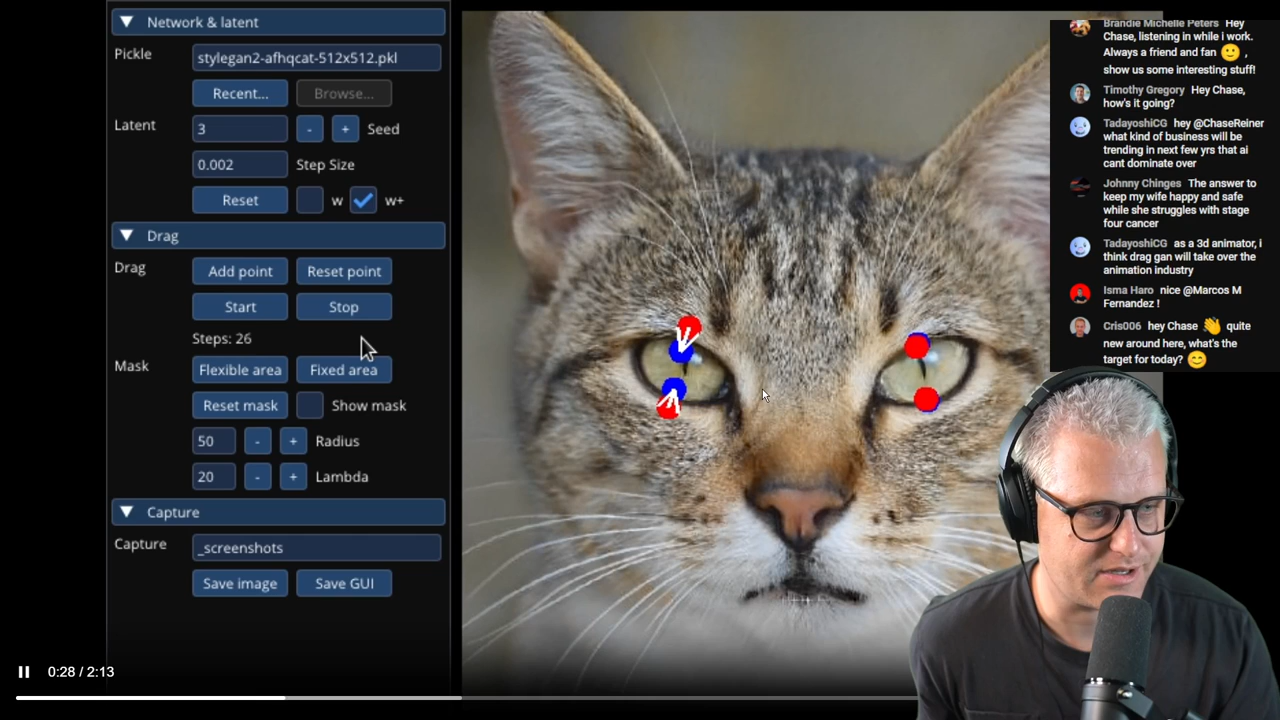 Network & latent
Pickle
stylegan2-afhqcat-512x512.pkl
Recent...
Browse...
Latent
3
-
+
Seed
0.002
Step Size
Reset
w
w+
Drag
Drag
Add point
Reset point
Start
Stop
Steps: 26
Mask
Flexible area
Fixed area
Reset mask
Show mask
50
-
+
Radius
20
-
+
Lambda
Capture
Capture
_screenshots
Save image
Save GUI
0:28 / 2:13
Brandie Michelle Peters Hey
Chase, listening in while i work.
Always a friend and fan 🙂 ,
show us some interesting stuff!
Timothy Gregory Hey Chase,
how's it going?
TadayoshiCG hey @ChaseReiner
what kind of business will be
trending in next few yrs that ai
cant dominate over
Johnny Chinges The answer to
keep my wife happy and safe
while she struggles with stage
four cancer
TadayoshiCG as a 3d animator, i
think drag gan will take over the
animation industry
Isma Haro nice @Marcos M
Fernandez !
Cris006 hey Chase 👋 quite
new around here, what's the
target for today? 😊